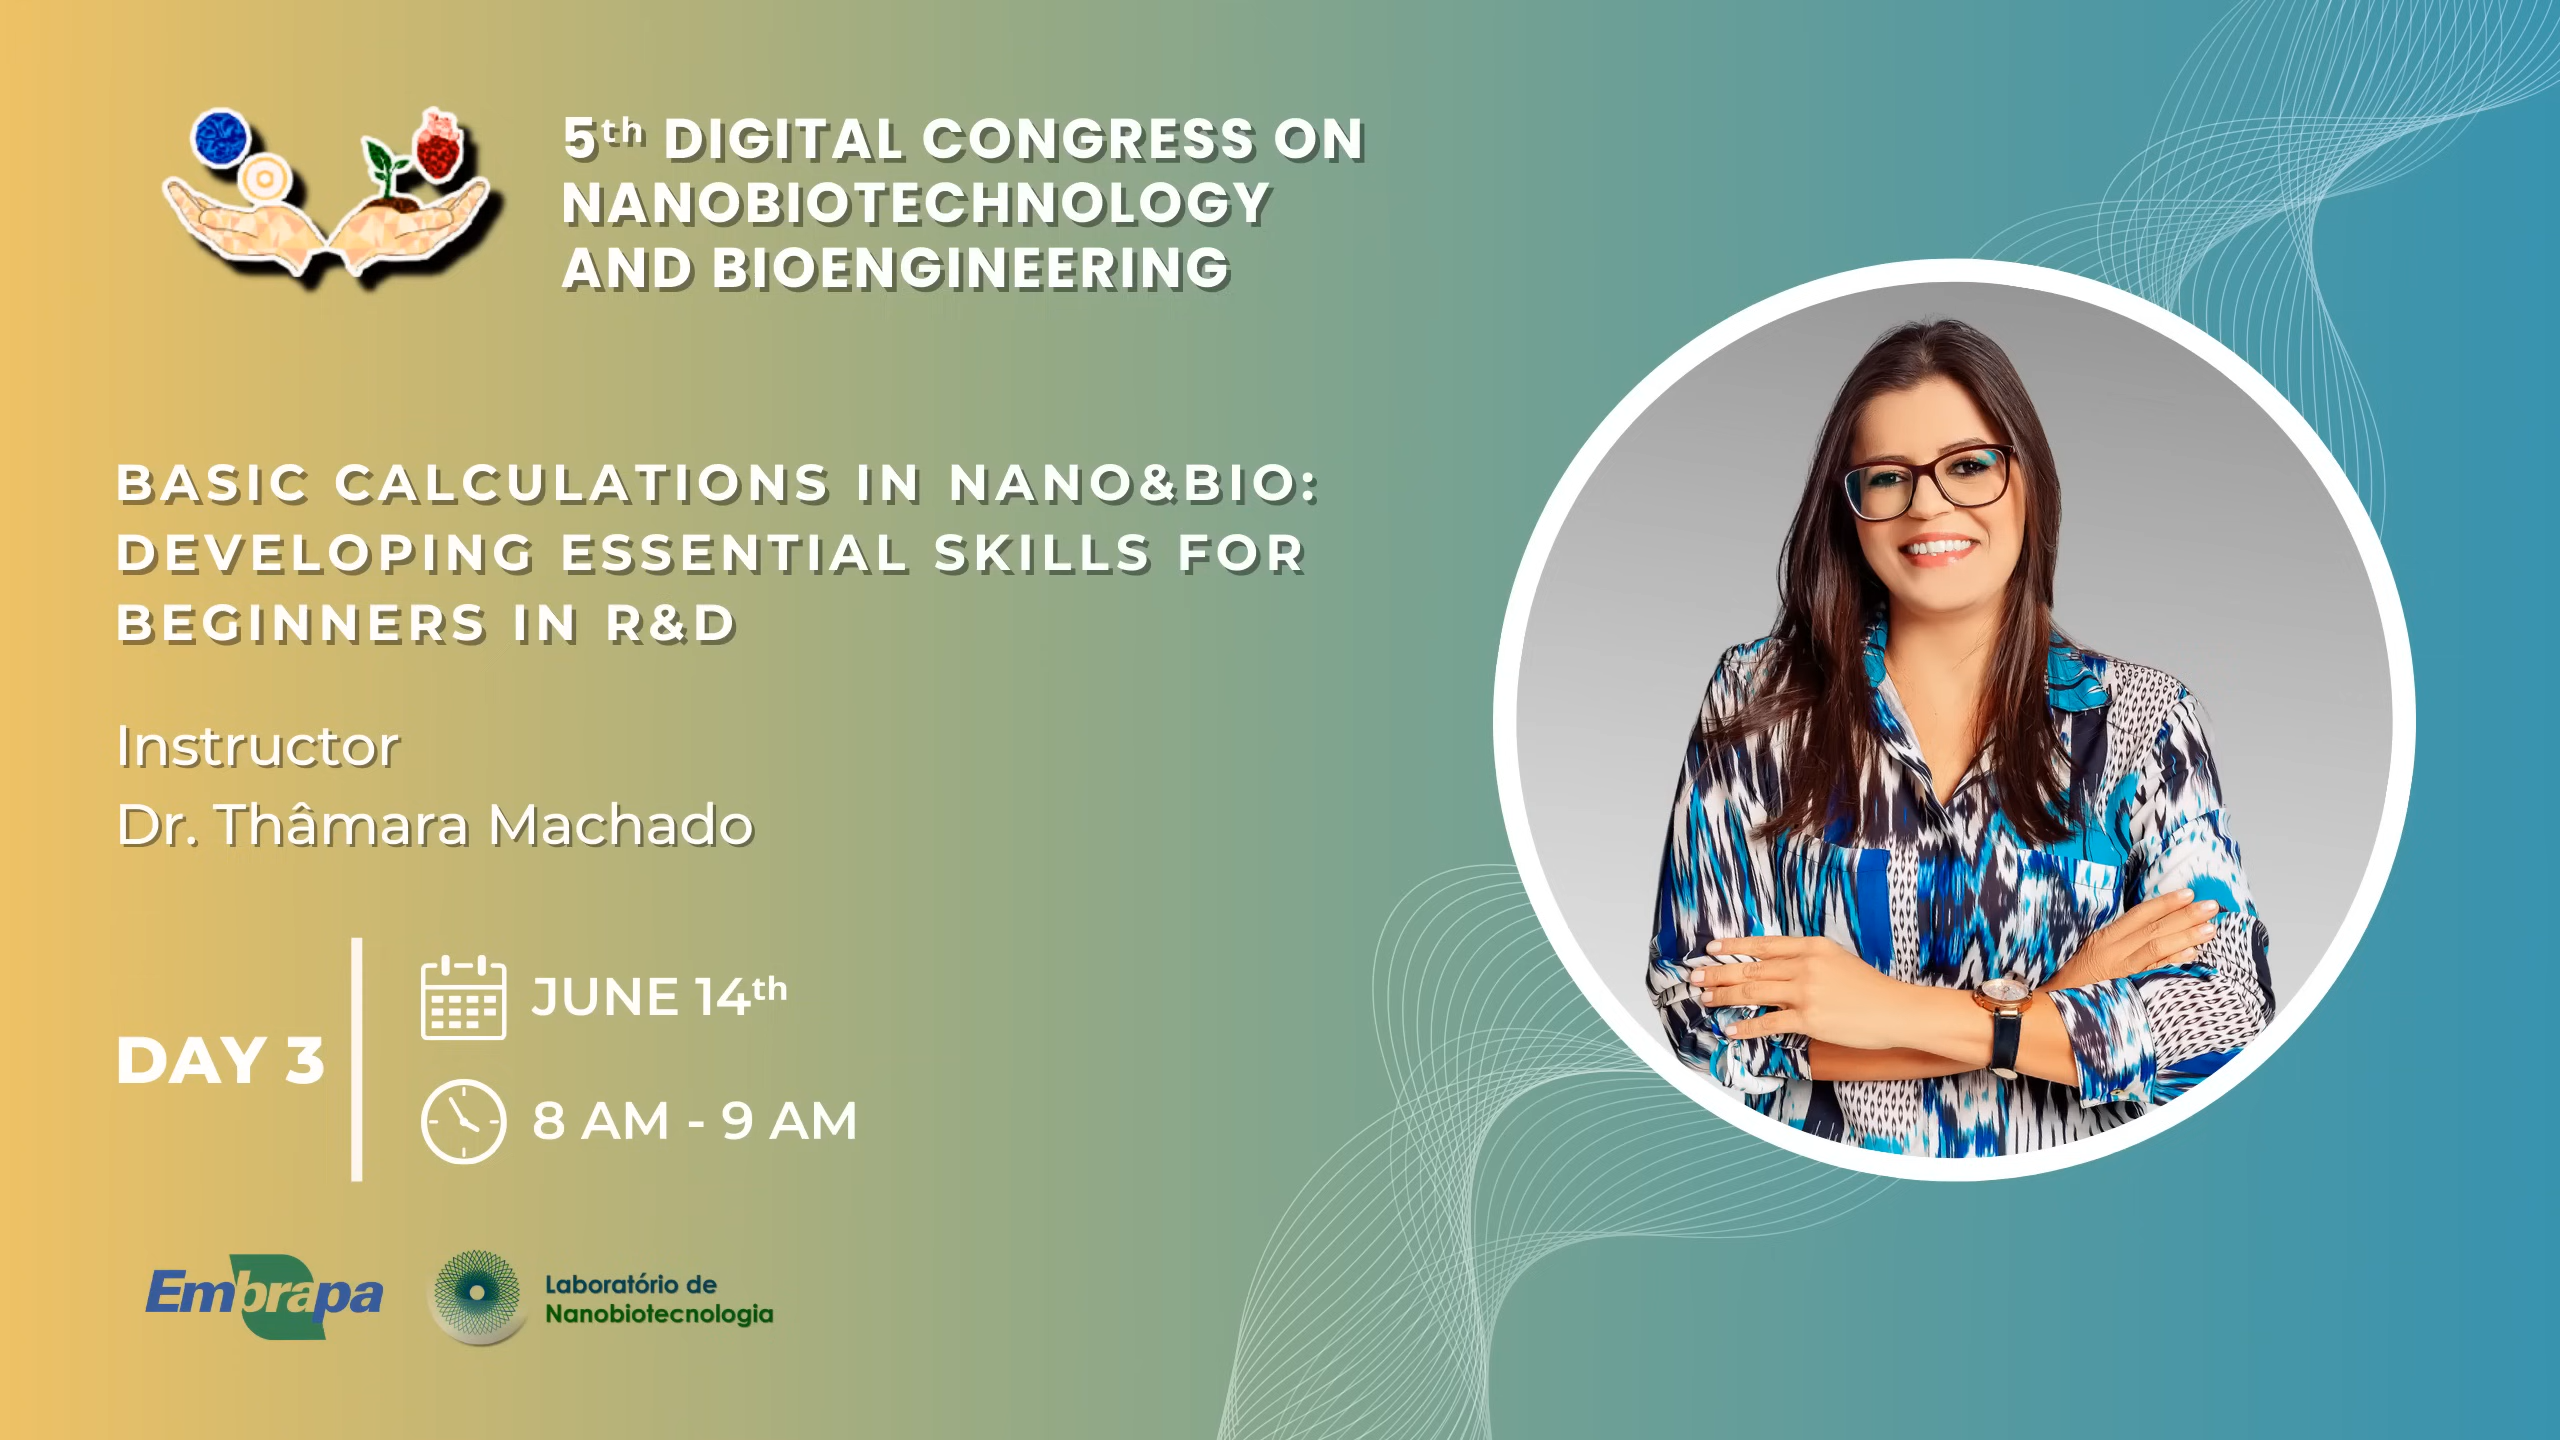 5th DIGITAL CONGRESS ON
NANOBIOTECHNOLOGY
AND BIOENGINEERING
BASIC CALCULATIONS IN NANO&BIO:
DEVELOPING ESSENTIAL SKILLS FOR
BEGINNERS IN R&D
Instructor
Dr. Thâmara Machado
DAY 3
JUNE 14th
8 AM - 9 AM
Embrapa
Laboratório de
Nanobiotecnologia